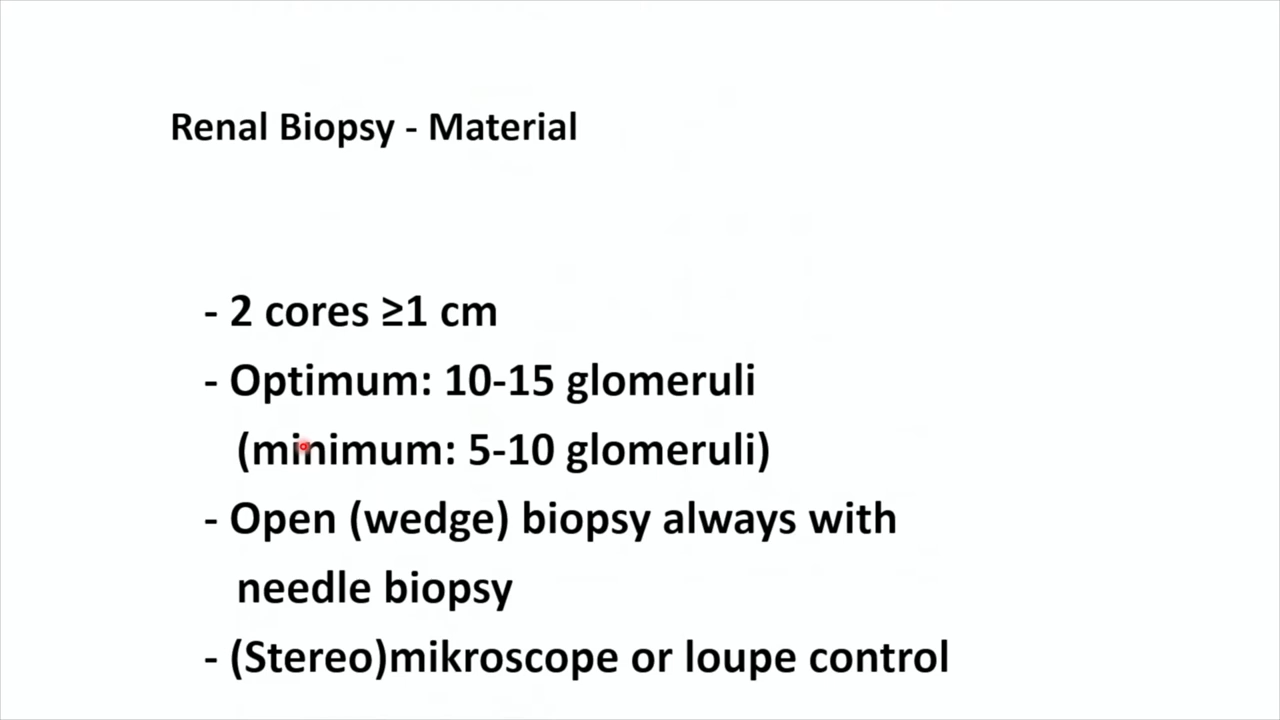 Renal Biopsy - Material
- 2 cores ≥1 cm
- Optimum: 10-15 glomeruli
(minimum: 5-10 glomeruli)
- Open (wedge) biopsy always with
needle biopsy
- (Stereo)mikroscope or loupe control